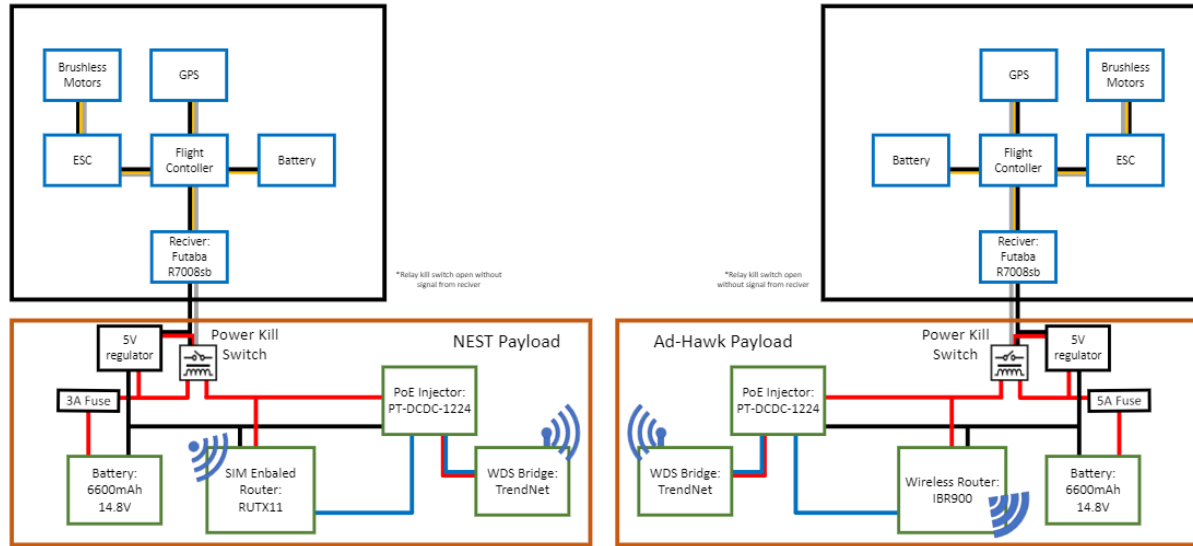 Brushless
Motors
GPS
ESC
Flight
Contoller
Battery
Reciver:
Futaba
R7008sb
*Relay kill switch open without
signal from reciver
GPS
Brushless
Motors
Battery
Flight
Controller
ESC
Reciver:
Futaba
R7008sb
*Relay kill switch open
without signal from reciver
5V
regulator
Power Kill
Switch
NEST Payload
3A Fuse
PoE Injector:
PT-DCDC-1224
Battery:
6600mAh
14.8V
SIM Enbaled
Router:
RUTX11
WDS Bridge:
TrendNet
Ad-Hawk Payload
Power Kill
Switch
5V
regulator
PoE Injector:
PT-DCDC-1224
5A Fuse
WDS Bridge:
TrendNet
Wireless Router:
IBR900
Battery:
6600mAh
14.8V